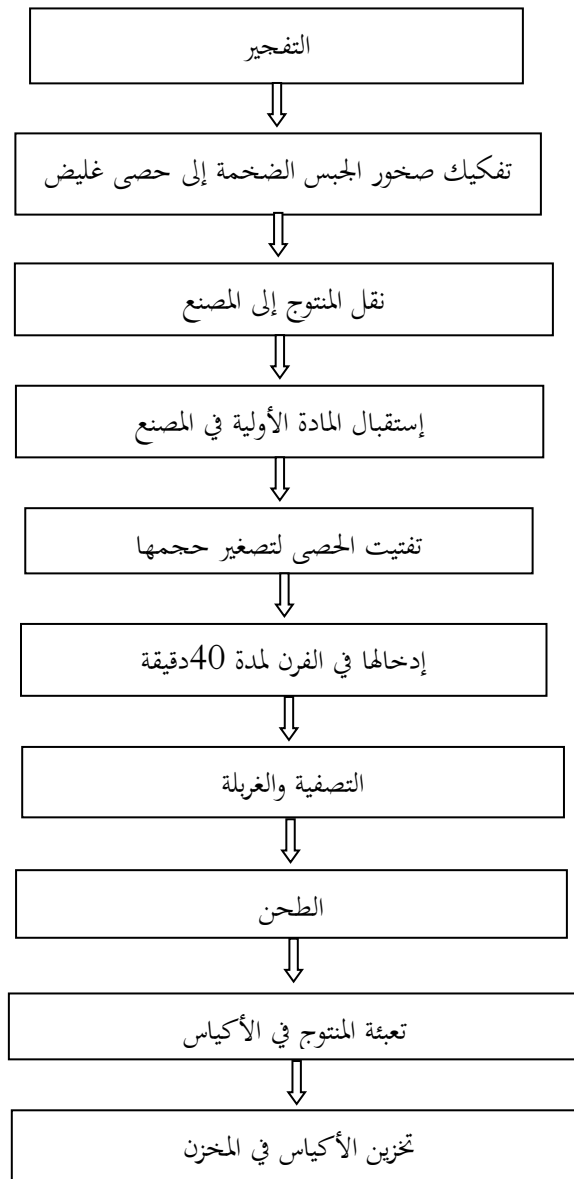 التفجير
تفكيك صخور الجبس الضخمة إلى حصى غليض
نقل المنتوج إلى المصنع
إستقبال المادة الأولية في المصنع
تفتيت الحصى لتصغير حجمها
إدخالها في الفرن لمدة 40دقيقة
التصفية والغربلة
الطحن
تعبئة المنتوج في الأكياس
تخزين الأكياس في المخزن